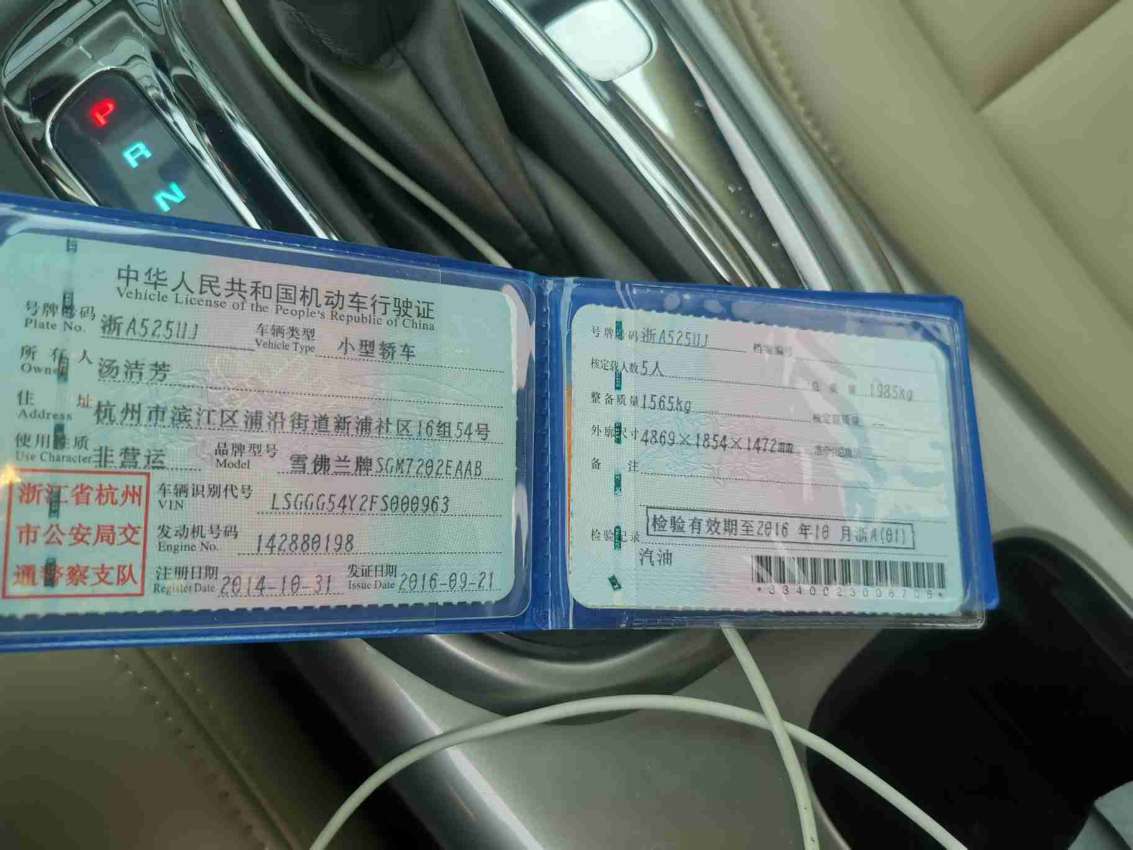 P
R
N
中华人民共和国机动车行驶证
Vehicle License of the People's Republic of China
号牌号码 浙A525UJ 车辆类型 小型轿车
Plate No. Vehicle Type
所有人 汤洁芳
Owner
住址 杭州市滨江区浦沿街道新浦社区16组54号
Address
使用性质 非营运 品牌型号 雪佛兰牌SGM7202EAAB
Use Character Model
浙江省杭州
市公安局交
通警察支队
车辆识别代号 LSGGG54Y2FS000963
VIN
发动机号码 142880198
Engine No.
注册日期 2014-10-31 发证日期 2016-09-21
Register Date Issue Date
号牌号码 浙A525UJ 档案编号
核定载人数 5人 总质量 1985kg
整备质量 1565kg 核定载质量
外廓尺寸 4869×1854×1472mm
备注
检验记录 检验有效期至2016 年10 月浙A(01)
汽油